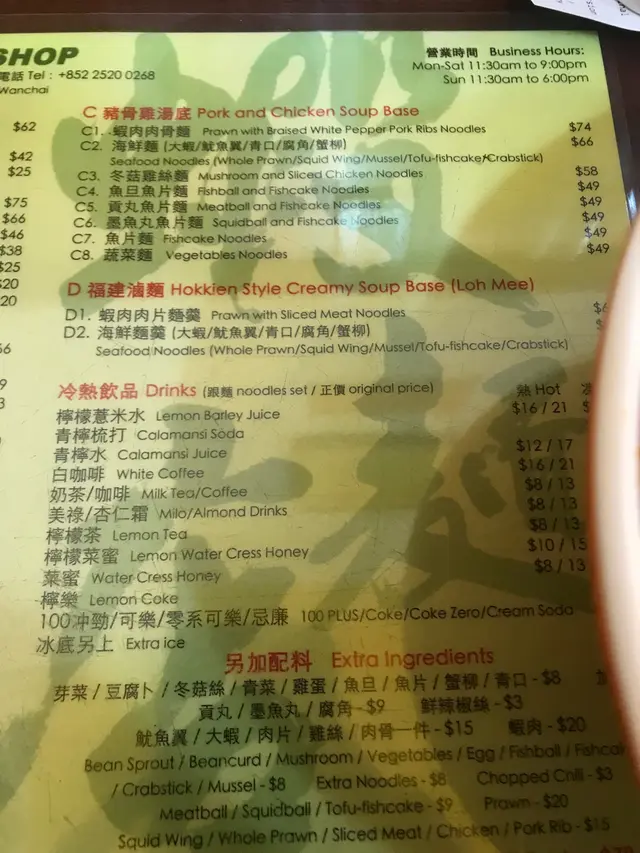 SHOP
電話 Tel : +852 2520 0268
Wanchai
營業時間 Business Hours:
Mon-Sat 11:30am to 9:00pm
Sun 11:30am to 6:00pm
$62
$42
$25
$75
$66
$46
$38
$25
$20
20
C 豬骨雞湯底 Pork and Chicken Soup Base
C1. 蝦肉肉骨麵 Prawn with Braised White Pepper Pork Ribs Noodles $74
C2. 海鮮麵 (大蝦/魷魚翼/青口/腐角/蟹柳) $66
Seafood Noodles (Whole Prawn/Squid Wing/Mussel/Tofu-fishcake/Crabstick)
C3. 冬菇雞絲麵 Mushroom and Sliced Chicken Noodles $58
C4. 魚旦魚片麵 Fishball and Fishcake Noodles $49
C5. 貢丸魚片麵 Meatball and Fishcake Noodles $49
C6. 墨魚丸魚片麵 Squidball and Fishcake Noodles $49
C7. 魚片麵 Fishcake Noodles $49
C8. 蔬菜麵 Vegetables Noodles $49
D 福建滷麵 Hokkien Style Creamy Soup Base (Loh Mee)
D1. 蝦肉肉片麵羹 Prawn with Sliced Meat Noodles
D2. 海鮮麵羹 (大蝦/魷魚翼/青口/腐角/蟹柳)
Seafood Noodles (Whole Prawn/Squid Wing/Mussel/Tofu-fishcake/Crabstick)
冷熱飲品 Drinks (跟麵 noodles set / 正價 original price) 熱 Hot
檸檬薏米水 Lemon Barley Juice $16 / 21
青檸梳打 Calamansi Soda
青檸水 Calamansi Juice $12 / 17
白咖啡 White Coffee $16 / 21
奶茶/咖啡 Milk Tea/Coffee $8 / 13
美祿/杏仁霜 Milo/Almond Drinks $8 / 13
檸檬茶 Lemon Tea $8 / 13
檸檬菜蜜 Lemon Water Cress Honey $10 / 15
菜蜜 Water Cress Honey $8 / 13
檸樂 Lemon Coke
100冲勁/可樂/零系可樂/忌廉 100 PLUS/Coke/Coke Zero/Cream Soda
冰底另上 Extra ice
另加配料 Extra Ingredients
芽菜 / 豆腐卜 / 冬菇絲 / 青菜 / 雞蛋 / 魚旦 / 魚片 / 蟹柳 / 青口 - $8
貢丸 / 墨魚丸 / 腐角 - $9 鮮辣椒絲 - $3
魷魚翼 / 大蝦 / 肉片 / 雞絲 / 肉骨一件 - $15 蝦肉 - $20
Bean Sprout / Beancurd / Mushroom / Vegetables / Egg / Fishball / Fishcak
/ Crabstick / Mussel - $8 Extra Noodles - $8 Chopped Chili - $3
Meatball / Squidball / Tofu-fishcake - $9 Prawn - $20
Squid Wing / Whole Prawn / Sliced Meat / Chicken / Pork Rib - $15